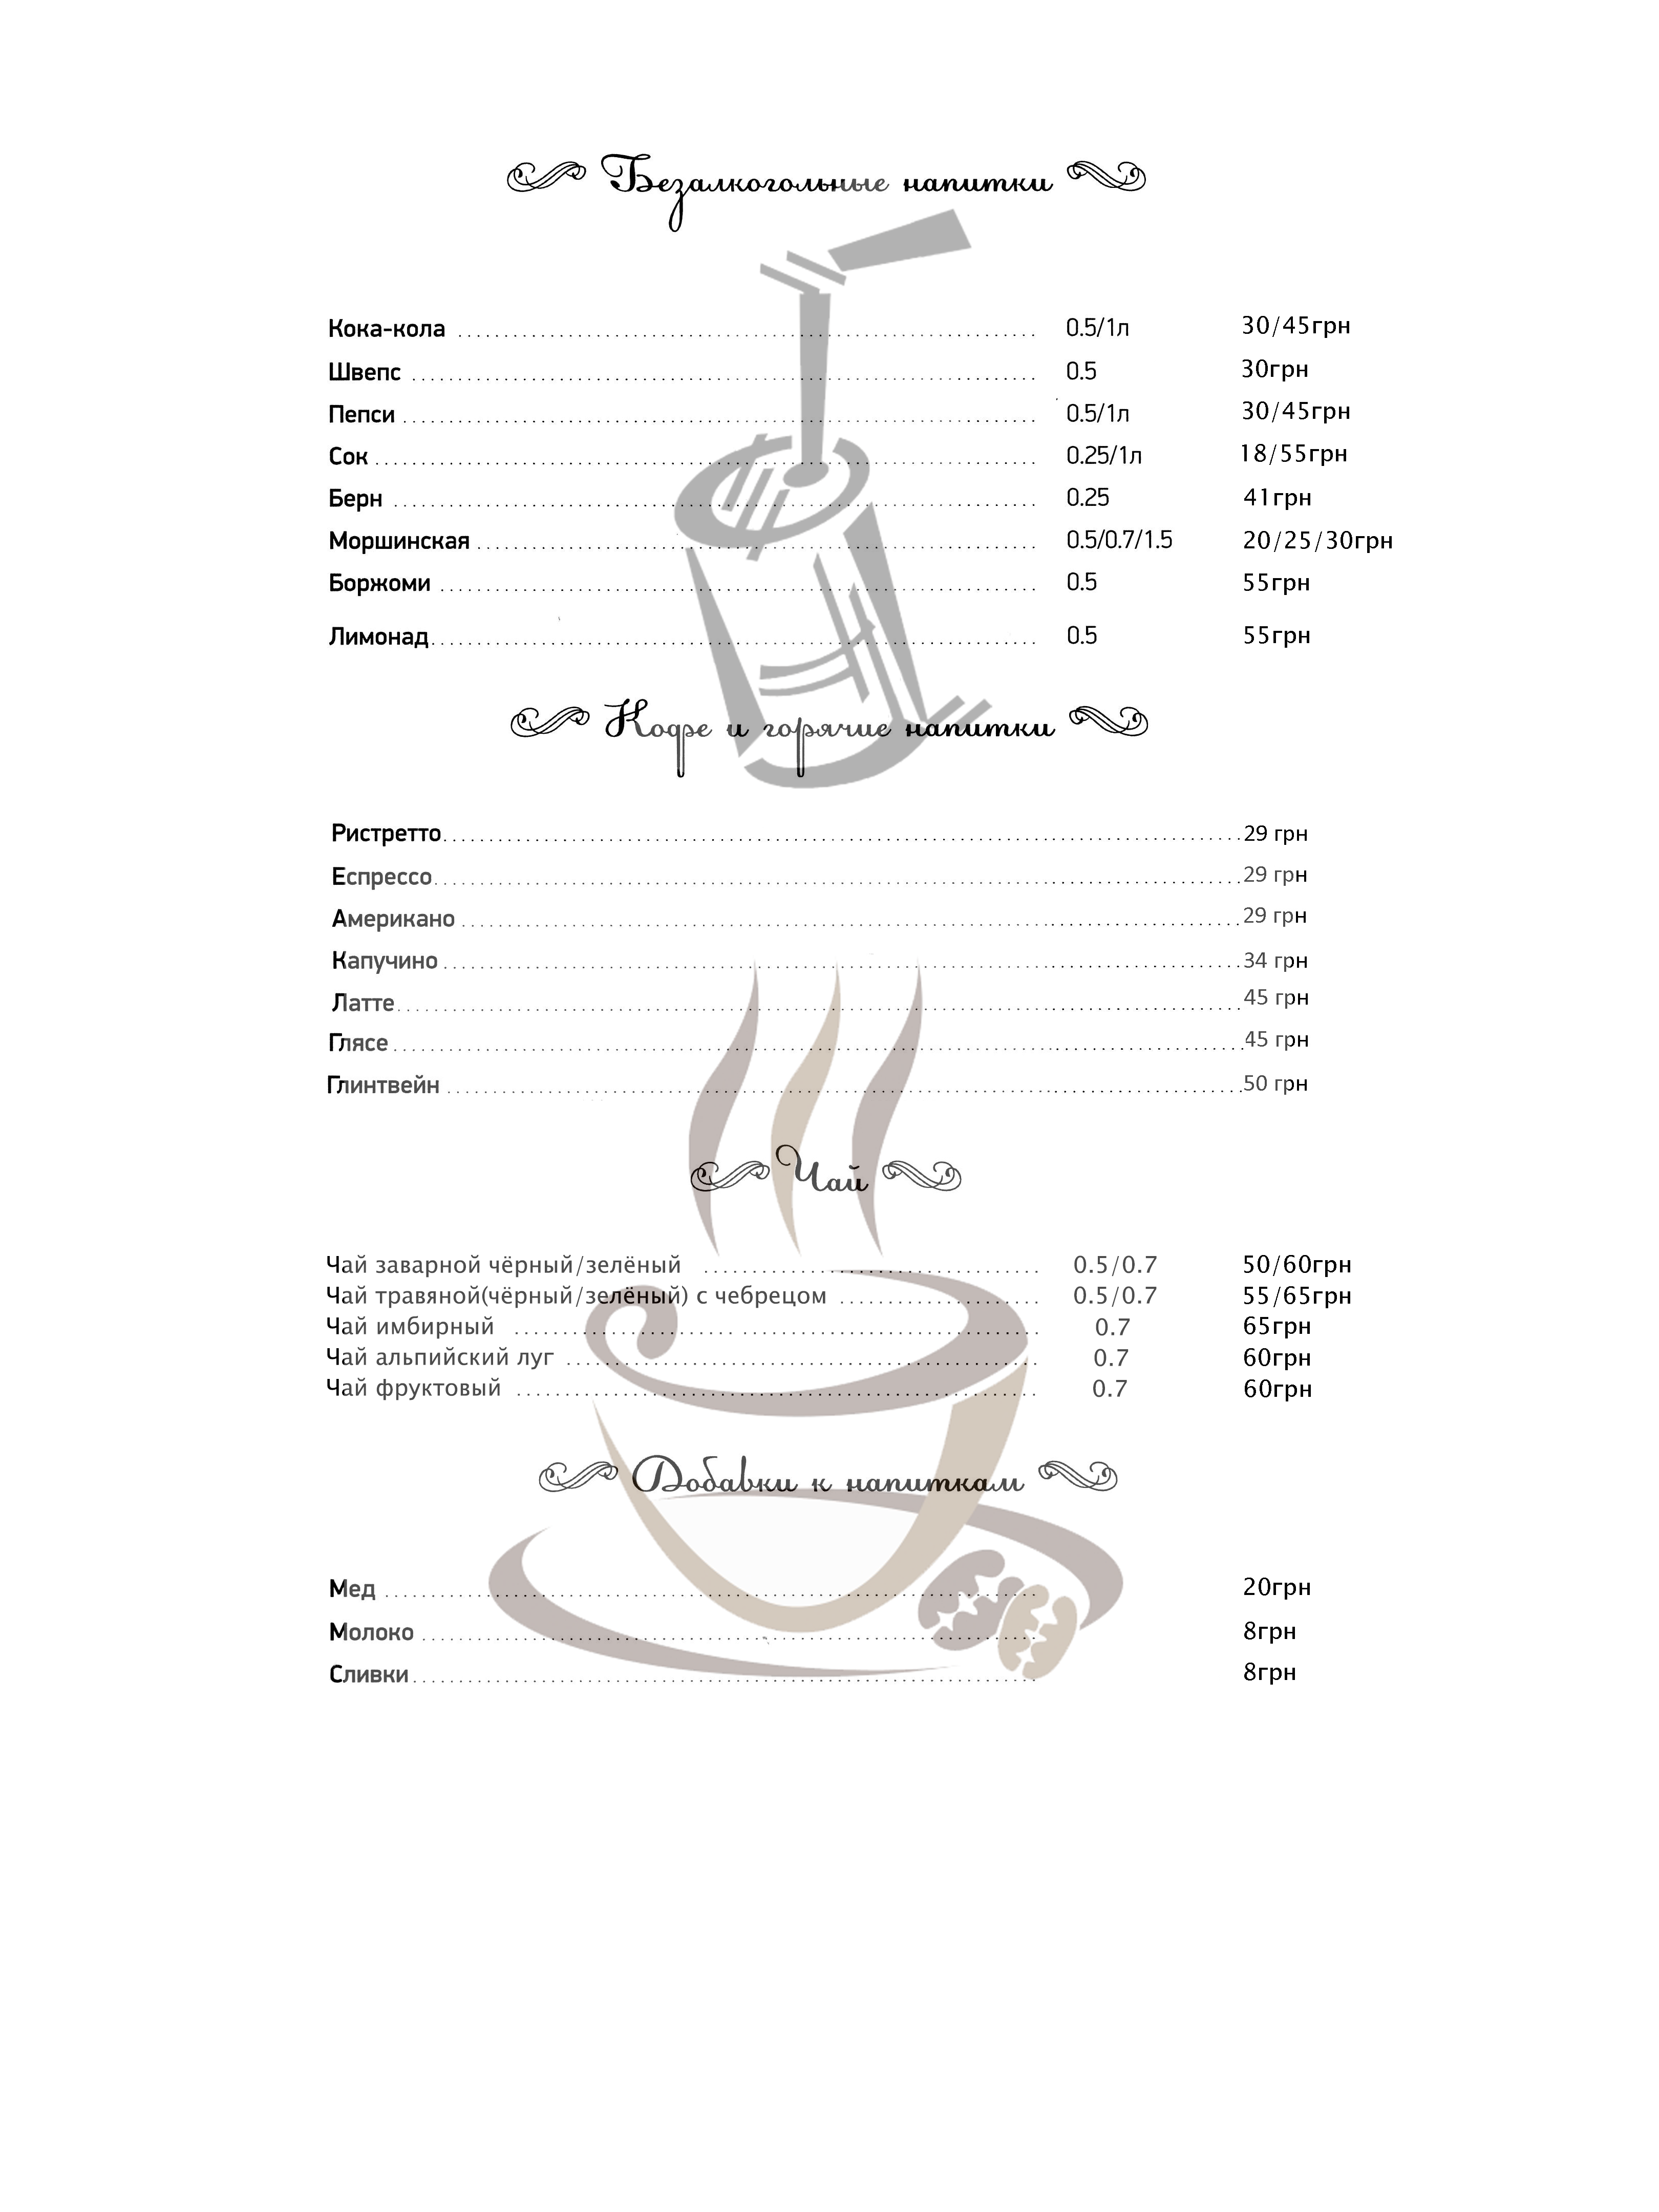 Безалкогольные напитки
Кока-кола 0.5/1л 30/45грн
Швепс 0.5 30грн
Пепси 0.5/1л 30/45грн
Сок 0.25/1л 18/55грн
Берн 0.25 41грн
Моршинская 0.5/0.7/1.5 20/25/30грн
Боржоми 0.5 55грн
Лимонад 0.5 55грн
Кофе и горячие напитки
Ристретто 29 грн
Еспрессо 29 грн
Американо 29 грн
Капучино 34 грн
Латте 45 грн
Глясе 45 грн
Глинтвейн 50 грн
Чай
Чай заварной чёрный/зелёный 0.5/0.7 50/60грн
Чай травяной(чёрный/зелёный) с чебрецом 0.5/0.7 55/65грн
Чай имбирный 0.7 65грн
Чай альпийский луг 0.7 60грн
Чай фруктовый 0.7 60грн
Добавки к напиткам
Мед 20грн
Молоко 8грн
Сливки 8грн